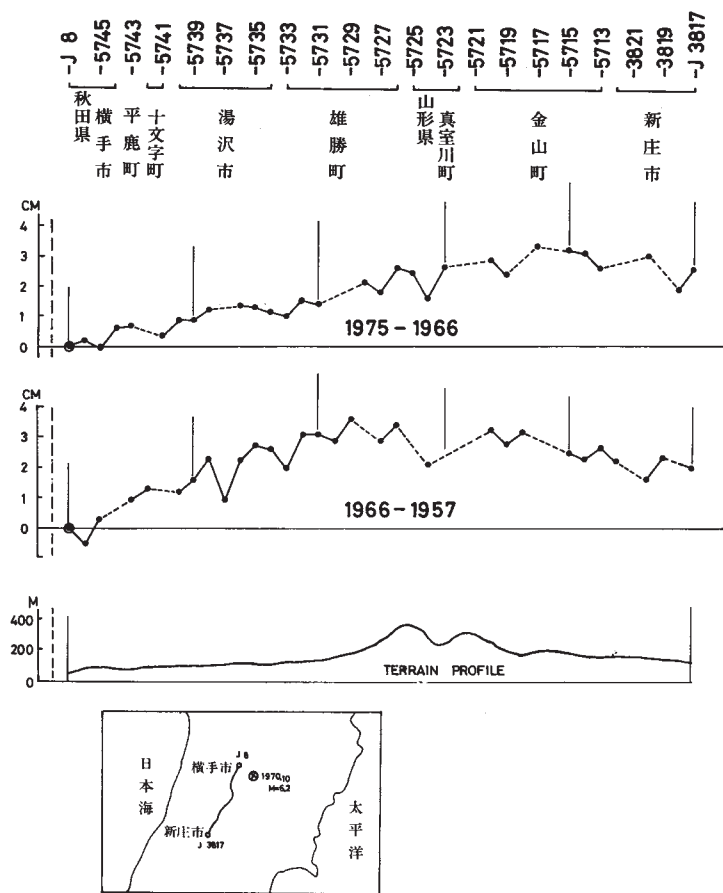 -J 8
-5745
-5743
-5741
-5739
-5737
-5735
-5733
-5731
-5729
-5727
-5725
-5723
-5721
-5719
-5717
-5715
-5713
-3821
-3819
-J 3817
秋田県
横手市
平鹿町
十文字町
湯沢市
雄勝町
山形県
真室川町
金山町
新庄市
CM
4
3
2
1
0
1975-1966
CM
4
3
2
1
0
1966-1957
M
400
200
0
TERRAIN PROFILE
日本海
横手市
J 8
1970.10
M=6.2
新庄市
J 3817
太平洋